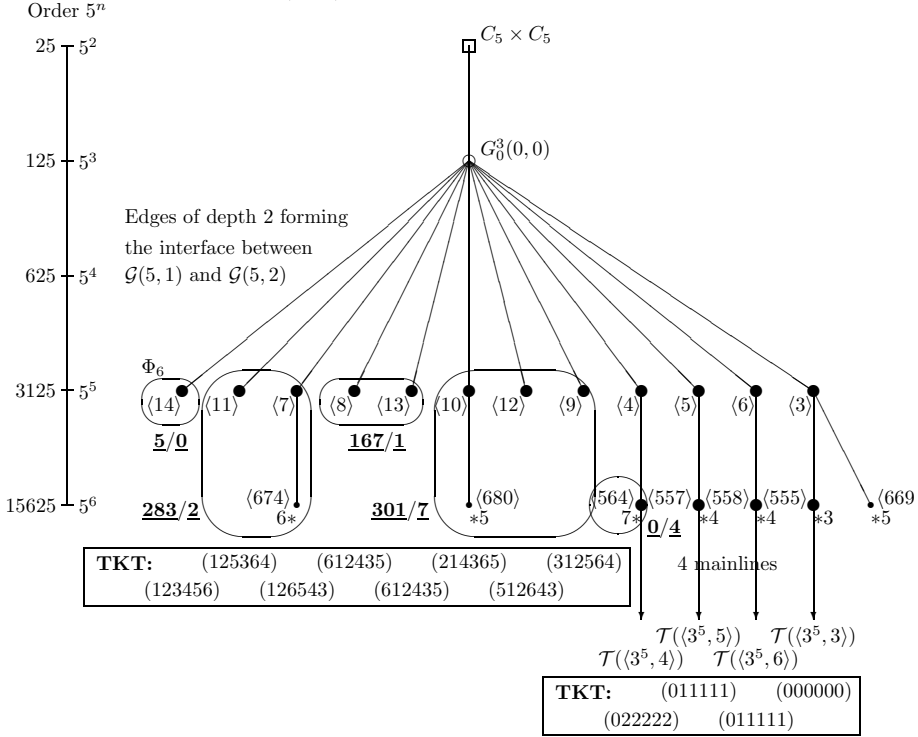 Order 5^n
25 5^2
C_5 × C_5
125 5^3
G_0^3(0,0)
Edges of depth 2 forming
the interface between
𝒢(5,1) and 𝒢(5,2)
625 5^4
3125 5^5
Φ_6
⟨14⟩ ⟨11⟩ ⟨7⟩ ⟨8⟩ ⟨13⟩ ⟨10⟩ ⟨12⟩ ⟨9⟩ ⟨4⟩ ⟨5⟩ ⟨6⟩ ⟨3⟩
5/0 167/1
15625 5^6
283/2 ⟨674⟩ 301/7 ⟨680⟩ ⟨564⟩ ⟨557⟩ ⟨558⟩ ⟨555⟩ ⟨669
6∗ ∗5 7∗ 0/4 ∗4 ∗4 ∗3 ∗5
4 mainlines
TKT: (125364) (612435) (214365) (312564)
(123456) (126543) (612435) (512643)
𝒯(⟨3^5,5⟩) 𝒯(⟨3^5,3⟩)
𝒯(⟨3^5,4⟩) 𝒯(⟨3^5,6⟩)
TKT: (011111) (000000)
(022222) (011111)